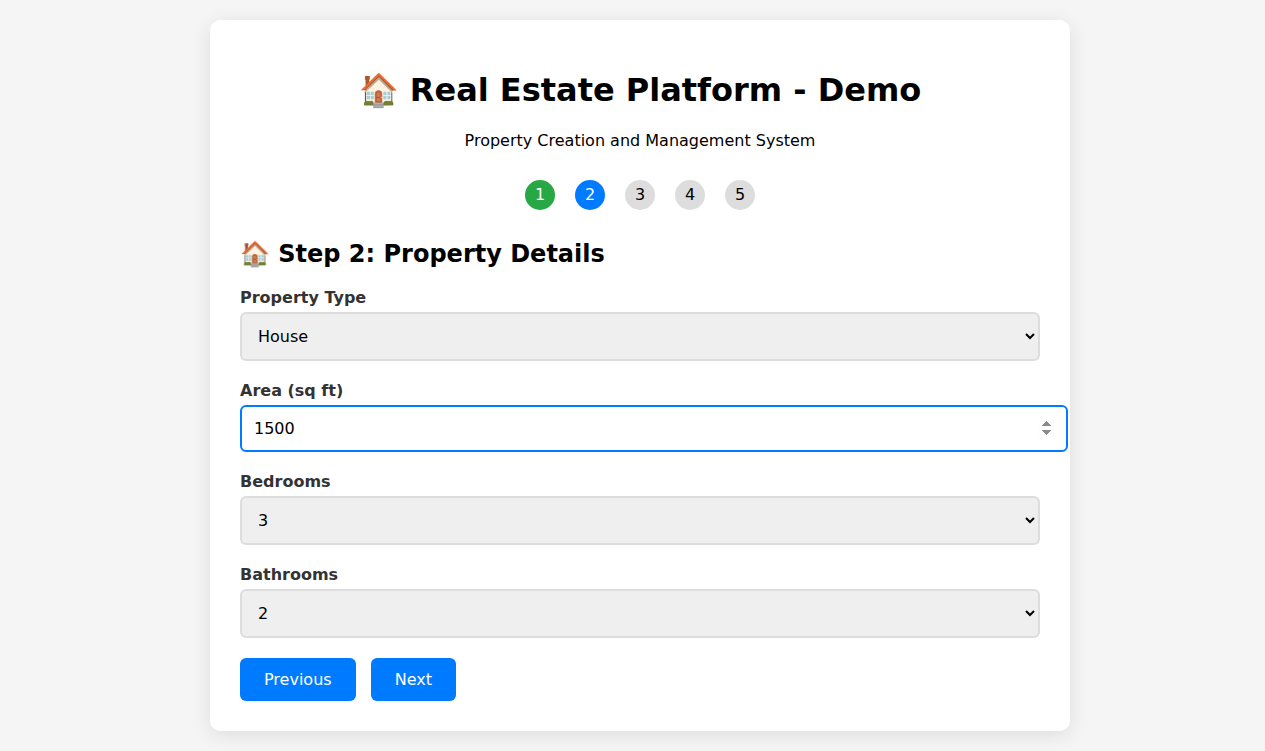 🏠 Real Estate Platform - Demo
Property Creation and Management System
1 2 3 4 5
🏠 Step 2: Property Details
Property Type
House
Area (sq ft)
1500
Bedrooms
3
Bathrooms
2
Previous Next